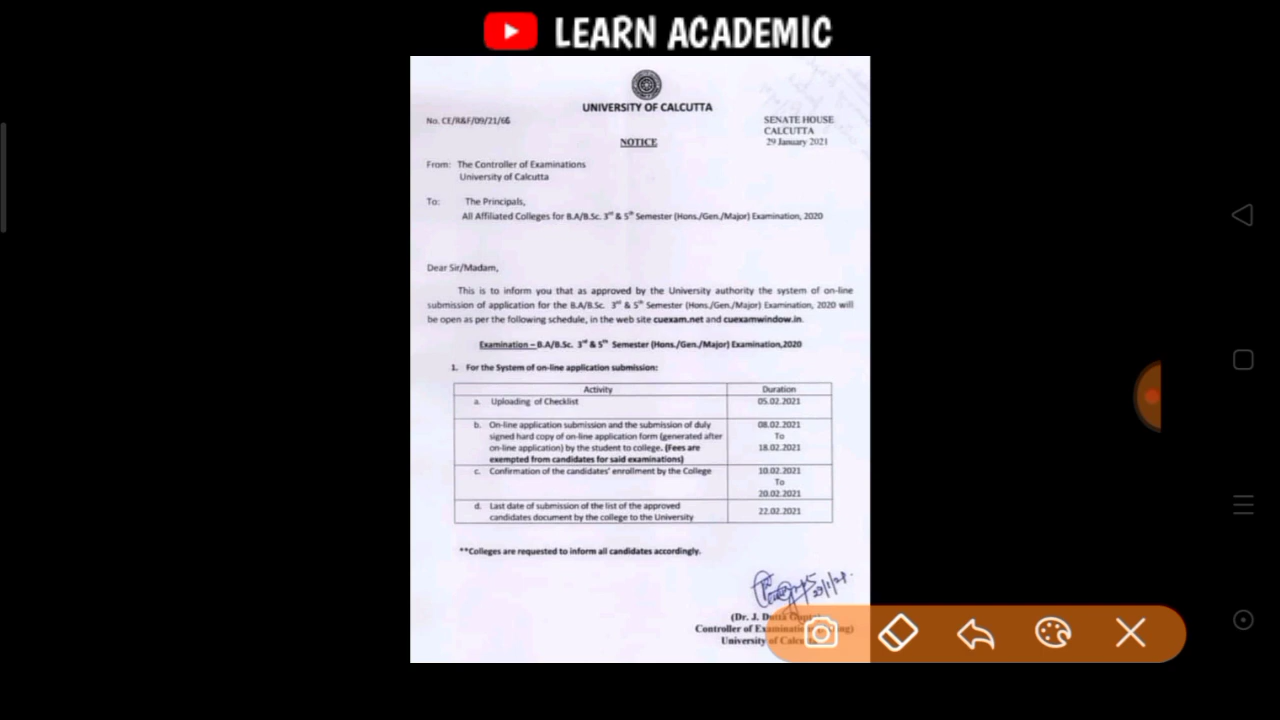 LEARN ACADEMIC
UNIVERSITY OF CALCUTTA
No. CE/R&F/09/21/66
SENATE HOUSE
CALCUTTA
29 January 2021
NOTICE
From: The Controller of Examinations
University of Calcutta
To: The Principals,
All Affiliated Colleges for B.A/B.Sc. 3rd & 5th Semester (Hons./Gen./Major) Examination, 2020
Dear Sir/Madam,
This is to inform you that as approved by the University authority the system of on-line
submission of application for the B.A/B.Sc. 3rd & 5th Semester (Hons./Gen./Major) Examination, 2020 will
be open as per the following schedule, in the web site cuexam.net and cuexamwindow.in.
Examination – B.A/B.Sc. 3rd & 5th Semester (Hons./Gen./Major) Examination,2020
1. For the System of on-line application submission:
Activity Duration
a. Uploading of Checklist 05.02.2021
b. On-line application submission and the submission of duly 08.02.2021
signed hard copy of on-line application form (generated after To
on-line application) by the student to college. (Fees are 18.02.2021
exempted from candidates for said examinations)
c. Confirmation of the candidates' enrollment by the College 10.02.2021
To
20.02.2021
d. Last date of submission of the list of the approved
candidates document by the college to the University 22.02.2021
**Colleges are requested to inform all candidates accordingly.
(Dr. J. Dutta
Controller of
University of